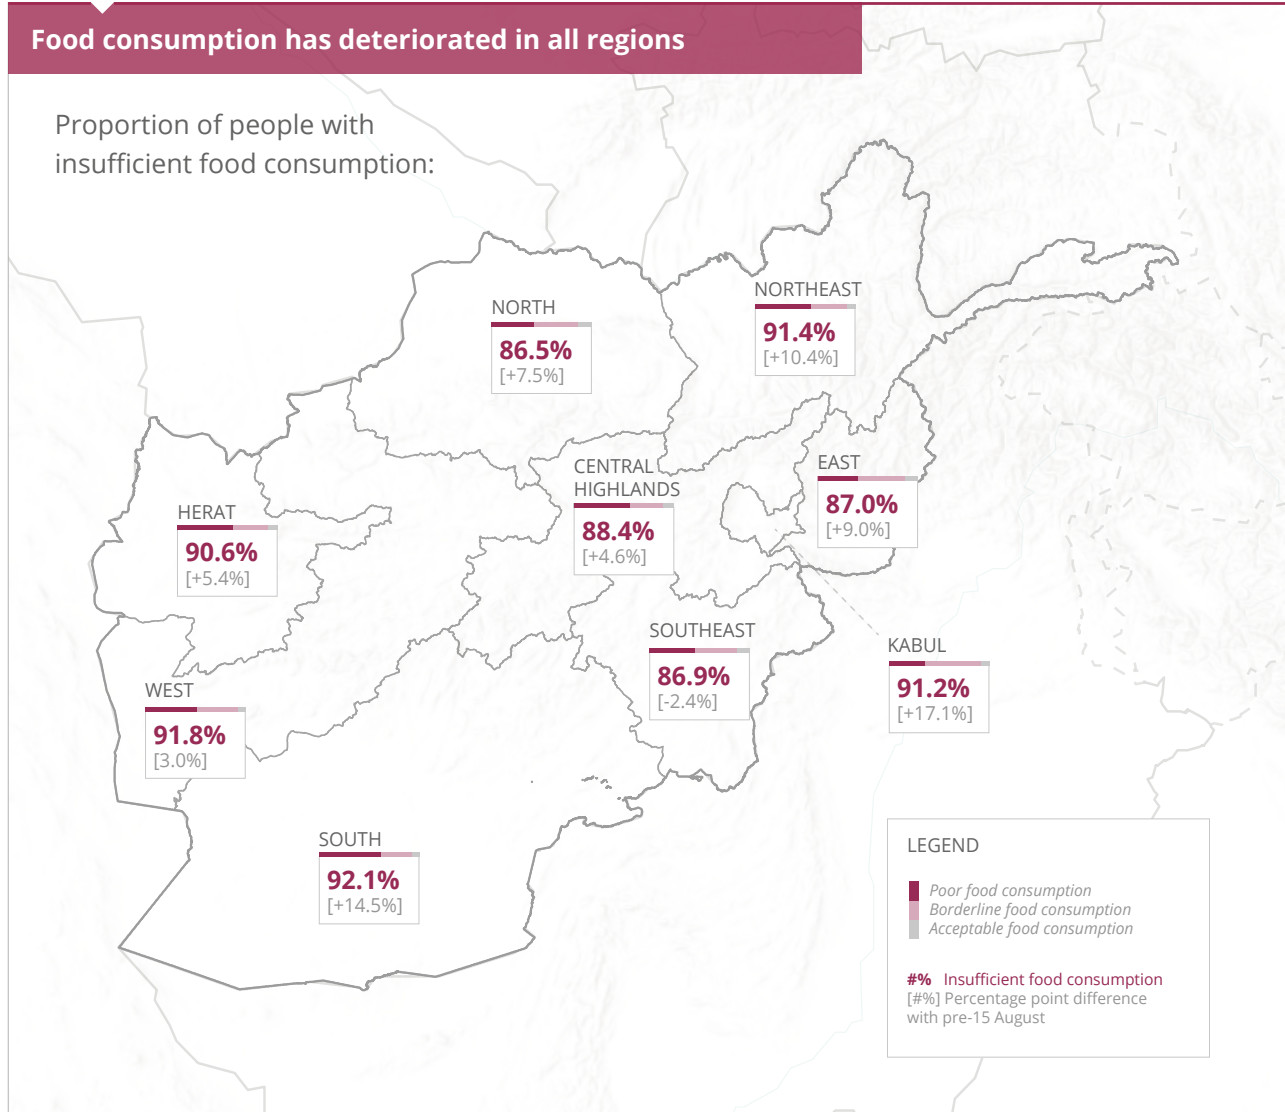 Food consumption has deteriorated in all regions
Proportion of people with
insufficient food consumption:
NORTH
86.5%
[+7.5%]
NORTHEAST
91.4%
[+10.4%]
CENTRAL
HIGHLANDS
88.4%
[+4.6%]
EAST
87.0%
[+9.0%]
HERAT
90.6%
[+5.4%]
SOUTHEAST
86.9%
[-2.4%]
KABUL
91.2%
[+17.1%]
WEST
91.8%
[3.0%]
SOUTH
92.1%
[+14.5%]
LEGEND
Poor food consumption
Borderline food consumption
Acceptable food consumption
#% Insufficient food consumption
[#%] Percentage point difference
with pre-15 August